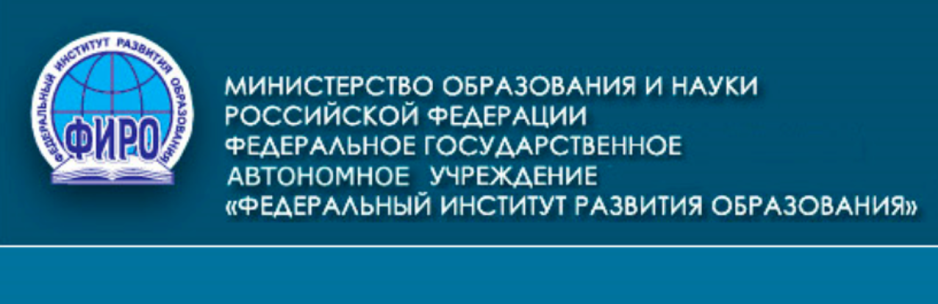 ФЕДЕРАЛЬНЫЙ ИНСТИТУТ РАЗВИТИЯ ОБРАЗОВАНИЯ
ФИРО
МИНИСТЕРСТВО ОБРАЗОВАНИЯ И НАУКИ
РОССИЙСКОЙ ФЕДЕРАЦИИ
ФЕДЕРАЛЬНОЕ ГОСУДАРСТВЕННОЕ
АВТОНОМНОЕ УЧРЕЖДЕНИЕ
«ФЕДЕРАЛЬНЫЙ ИНСТИТУТ РАЗВИТИЯ ОБРАЗОВАНИЯ»